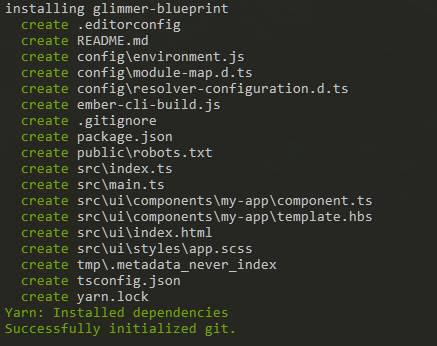 installing glimmer-blueprint
create .editorconfig
create README.md
create config\environment.js
create config\module-map.d.ts
create config\resolver-configuration.d.ts
create ember-cli-build.js
create .gitignore
create package.json
create public\robots.txt
create src\index.ts
create src\main.ts
create src\ui\components\my-app\component.ts
create src\ui\components\my-app\template.hbs
create src\ui\index.html
create src\ui\styles\app.scss
create tmp\.metadata_never_index
create tsconfig.json
create yarn.lock
Yarn: Installed dependencies
Successfully initialized git.